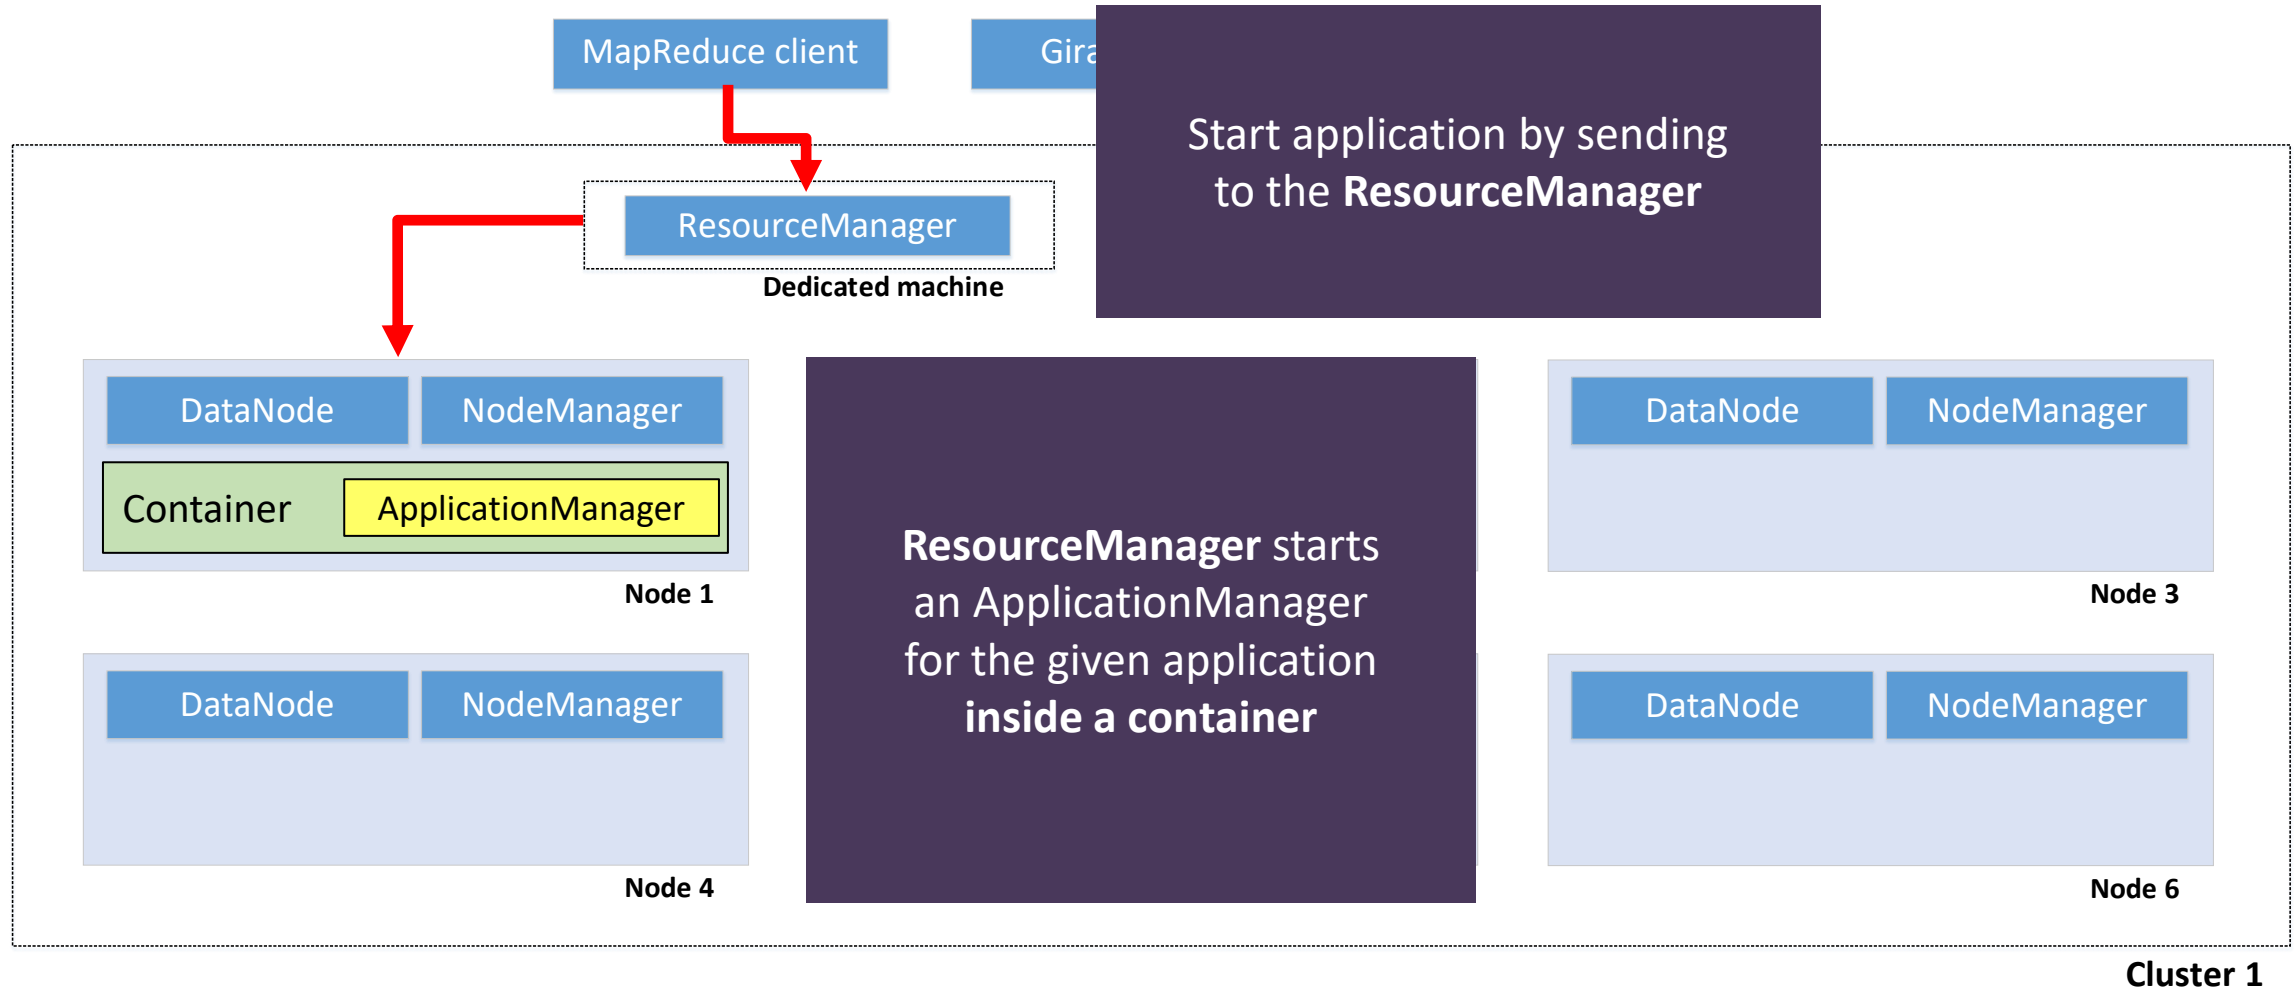 MapReduce client
Start application by sending
to the ResourceManager
ResourceManager
Dedicated machine
DataNode
NodeManager
Container
ApplicationManager
Node 1
ResourceManager starts
an ApplicationManager
for the given application
inside a container
DataNode
NodeManager
Node 3
DataNode
NodeManager
Node 4
DataNode
NodeManager
Node 6
Cluster 1